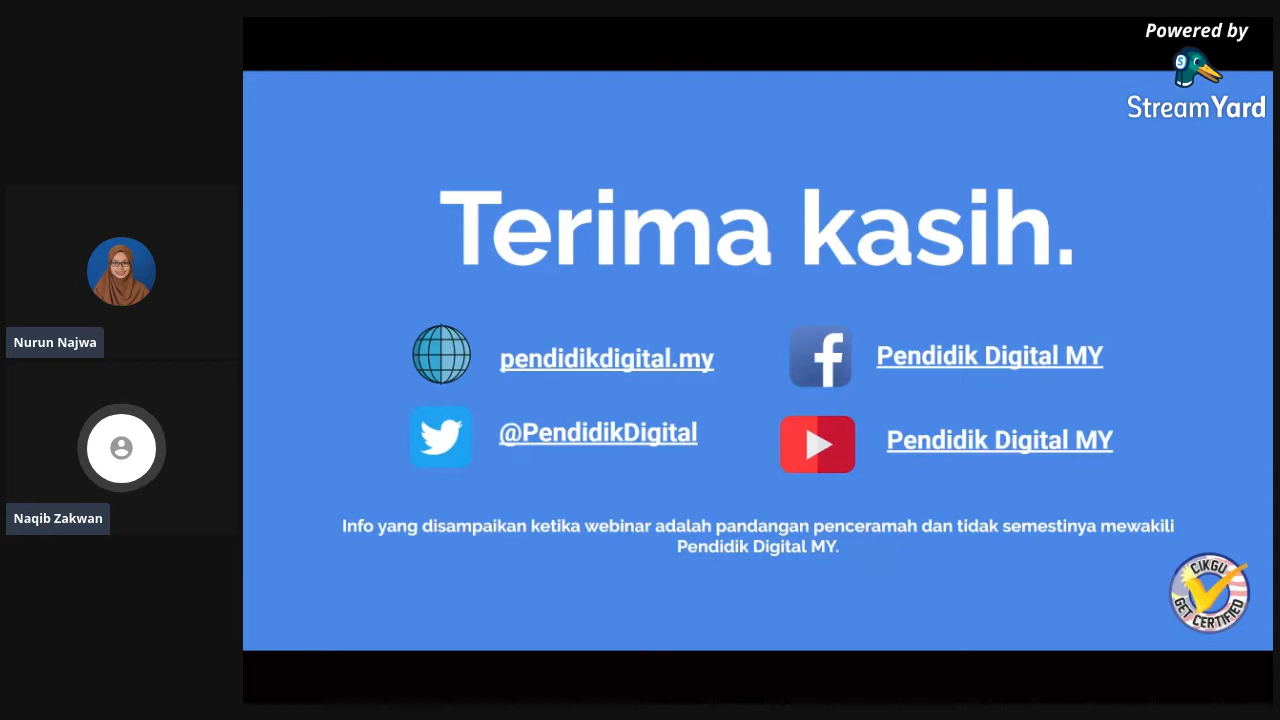 Powered by
StreamYard
Terima kasih.
pendidikdigital.my
Pendidik Digital MY
@PendidikDigital
Pendidik Digital MY
Info yang disampaikan ketika webinar adalah pandangan penceramah dan tidak semestinya mewakili
Pendidik Digital MY.
CIKGU
GET CERTIFIED
Nurun Najwa
Naqib Zakwan